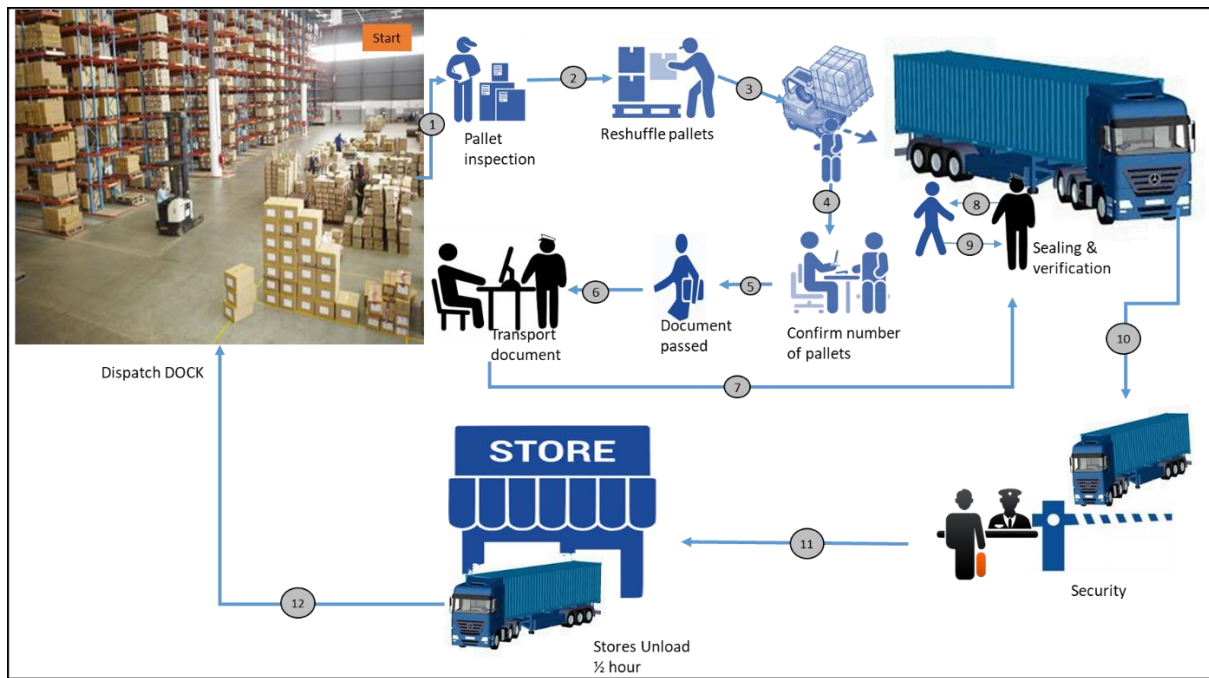 Start
1
Pallet
inspection
2
Reshuffle pallets
3
4
Confirm number
of pallets
5
Document
passed
6
Transport
document
7
8
9
Sealing &
verification
10
Security
11
STORE
Stores Unload
½ hour
12
Dispatch DOCK